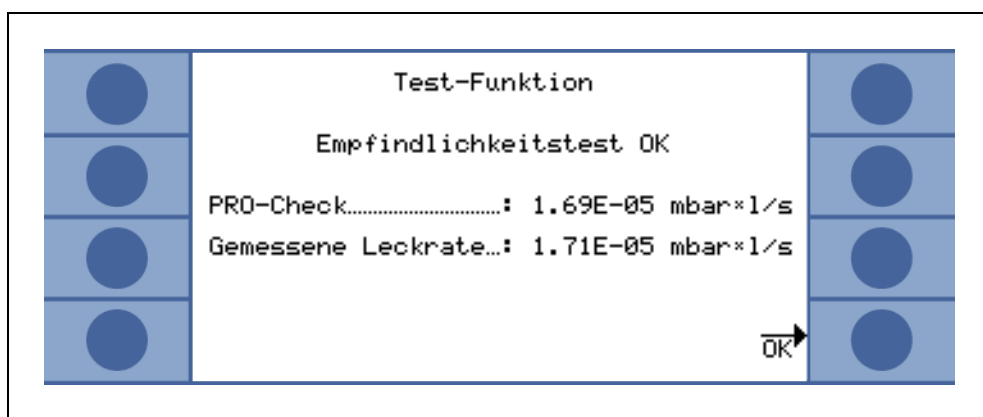 Test-Funktion
Empfindlichkeitstest OK
PRO-Check……………………: 1.69E-05 mbar×l/s
Gemessene Leckrate…: 1.71E-05 mbar×l/s
OK